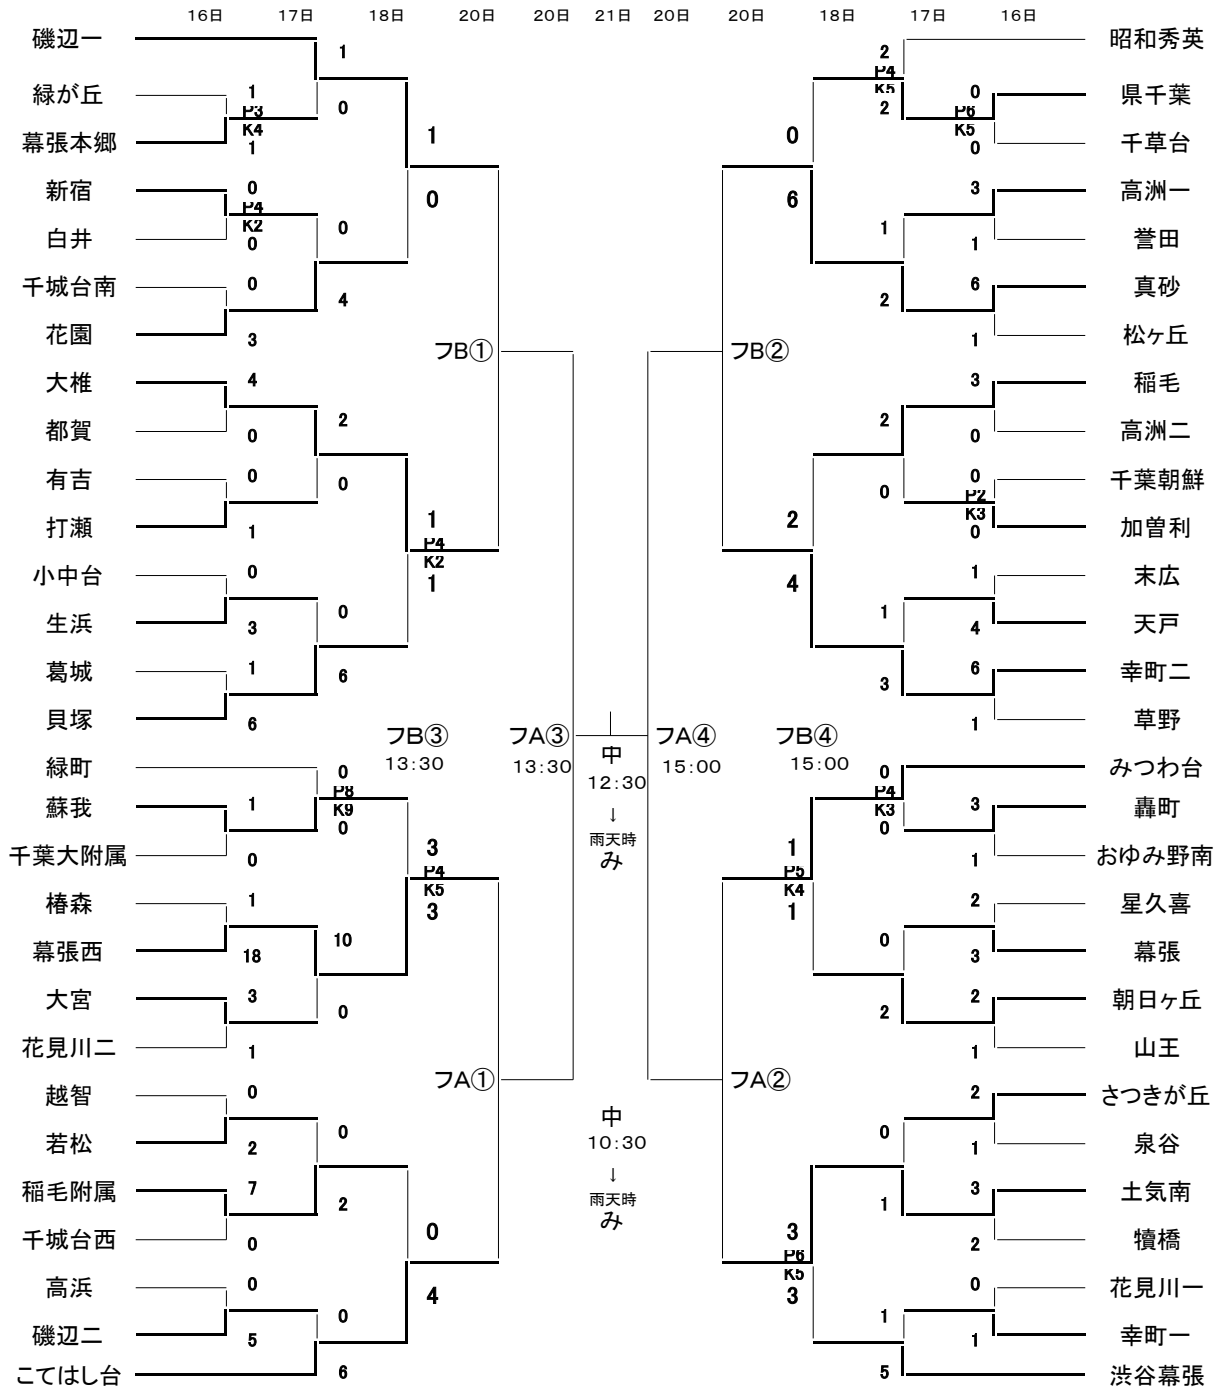 16日 17日 18日 20日 20日 21日 20日 20日 18日 17日 16日
磯辺一 1 2 昭和秀英
P4
K5
緑が丘 1 0 2 0 県千葉
P3 P6
K4 K5
幕張本郷 1 1 0 0 千草台
新宿 0 0 6 3 高洲一
P4
K2
白井 0 0 1 1 誉田
千城台南 0 4 2 6 真砂
花園 3 1 松ヶ丘
フB① フB②
大椎 4 3 稲毛
都賀 0 2 2 0 高洲二
有吉 0 0 0 0 千葉朝鮮
P2
K3
打瀬 1 1 2 0 加曽利
P4
K2
小中台 0 1 4 1 末広
生浜 3 0 1 4 天戸
葛城 1 6 3 6 幸町二
貝塚 6 1 草野
フB③ フA③ フA④ フB④
13:30 13:30 中 15:00 15:00
12:30
緑町 0 0 みつわ台
P8 P4
K9 K3
蘇我 1 0 ↓ 0 3 轟町
雨天時
み
千葉大附属 0 3 1 1 おゆみ野南
P4 P5
K5 K4
椿森 1 3 1 2 星久喜
幕張西 18 10 0 3 幕張
大宮 3 0 2 2 朝日ヶ丘
花見川二 1 1 山王
フA① フA②
越智 0 2 さつきが丘
中
若松 2 0 10:30 0 1 泉谷
稲毛附属 7 2 ↓ 1 3 土気南
雨天時
み
千城台西 0 0 3 2 犢橋
P6
K5
高浜 0 4 3 0 花見川一
磯辺二 5 0 1 1 幸町一
こてはし台 6 5 渋谷幕張